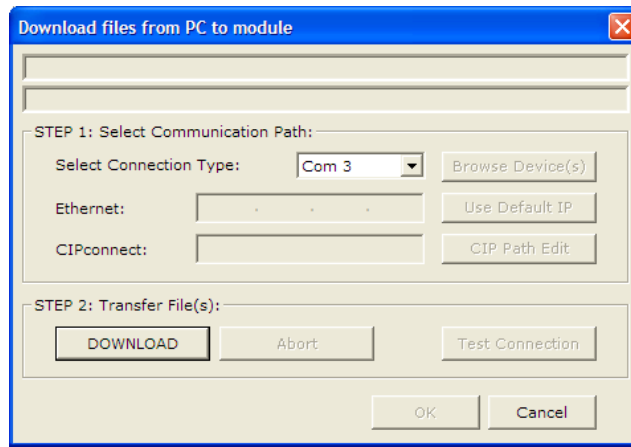 Download files from PC to module
STEP 1: Select Communication Path:
Select Connection Type: Com 3 Browse Device(s)
Ethernet: . . . Use Default IP
CIPconnect: CIP Path Edit
STEP 2: Transfer File(s):
DOWNLOAD Abort Test Connection
OK Cancel